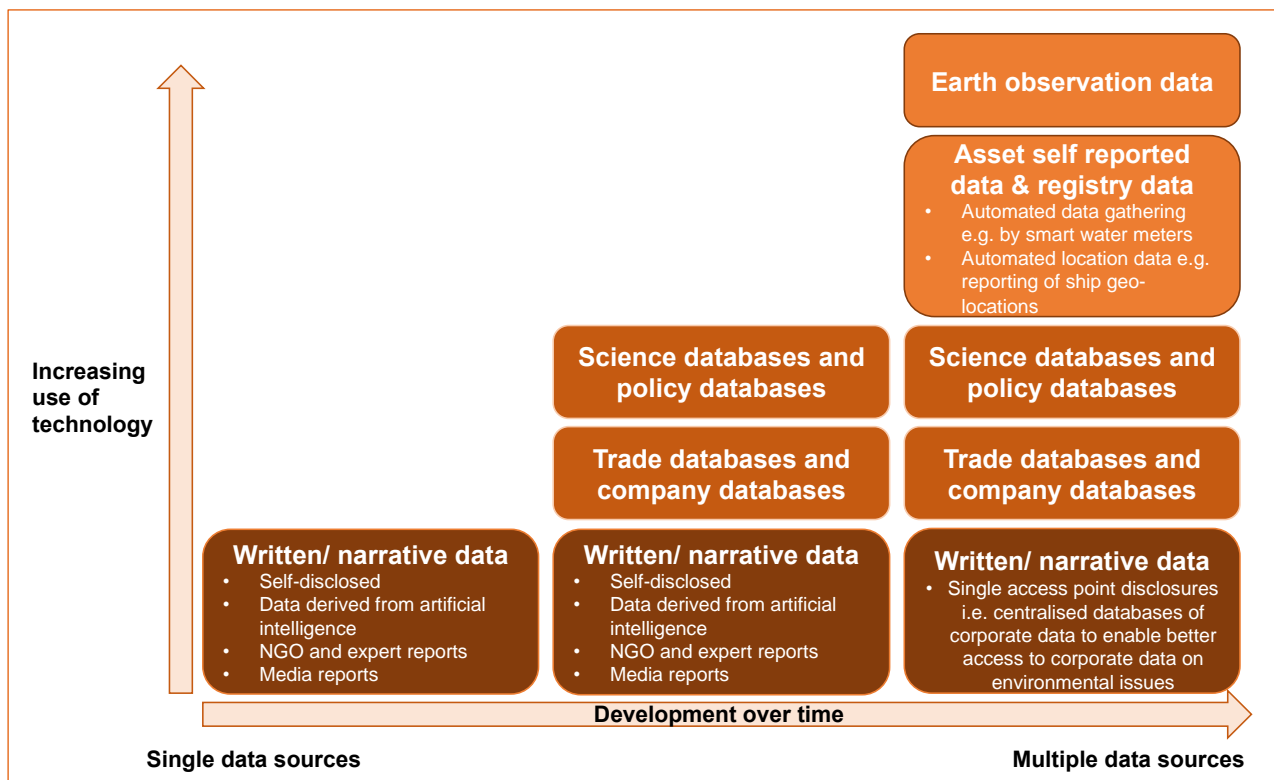 Earth observation data
Asset self reported
data & registry data
• Automated data gathering
e.g. by smart water meters
• Automated location data e.g.
reporting of ship geo-
locations
Increasing
use of
technology
Science databases and
policy databases
Science databases and
policy databases
Trade databases and
company databases
Trade databases and
company databases
Written/ narrative data
• Self-disclosed
• Data derived from artificial
intelligence
• NGO and expert reports
• Media reports
Written/ narrative data
• Self-disclosed
• Data derived from artificial
intelligence
• NGO and expert reports
• Media reports
Written/ narrative data
• Single access point disclosures
i.e. centralised databases of
corporate data to enable better
access to corporate data on
environmental issues
Development over time
Single data sources
Multiple data sources